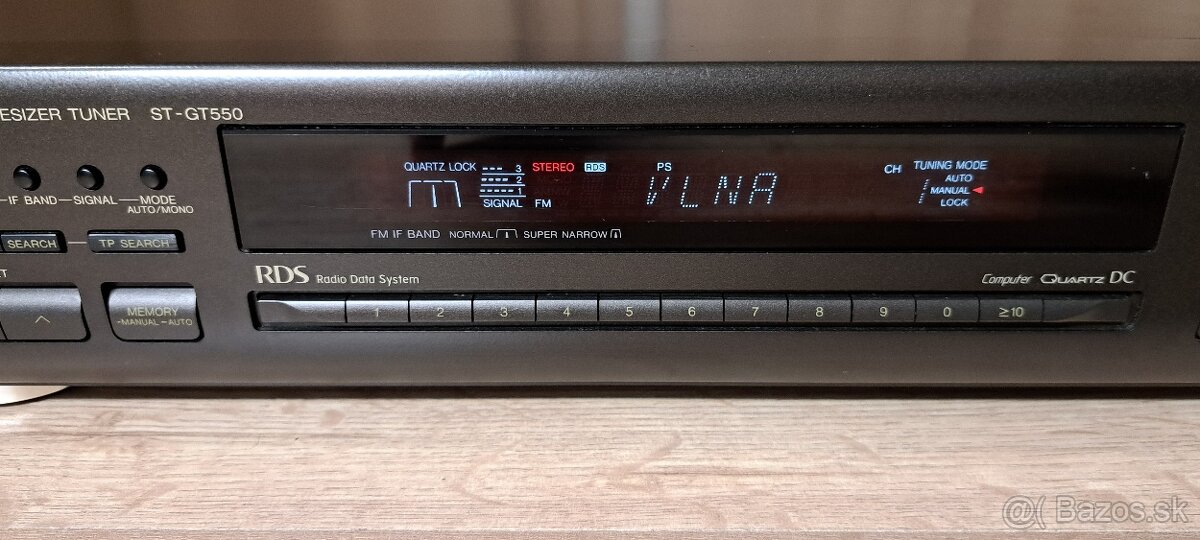 ESIZER TUNER ST-GT550
IF BAND SIGNAL MODE
AUTO/MONO
SEARCH TP SEARCH
MEMORY
-MANUAL -AUTO
QUARTZ LOCK 3 STEREO RDS PS CH TUNING MODE
2 AUTO
1 VLNA 1 MANUAL
SIGNAL FM LOCK
FM IF BAND NORMAL SUPER NARROW
RDS Radio Data System Computer QUARTZ DC
1 2 3 4 5 6 7 8 9 0 ≥10
@( Bazos.sk